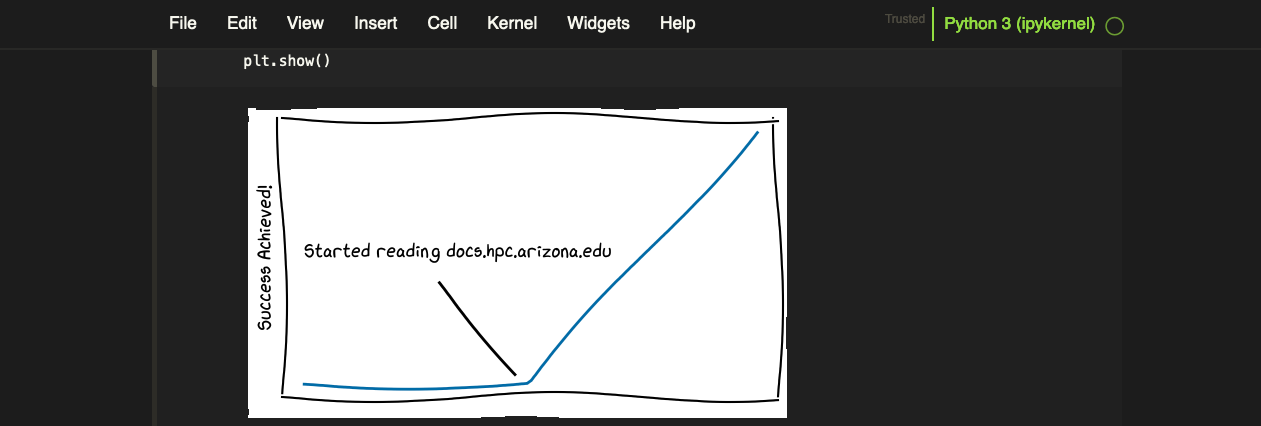 File Edit View Insert Cell Kernel Widgets Help Trusted Python 3 (ipykernel)
plt.show()
Success Achieved!
Started reading docs.hpc.arizona.edu